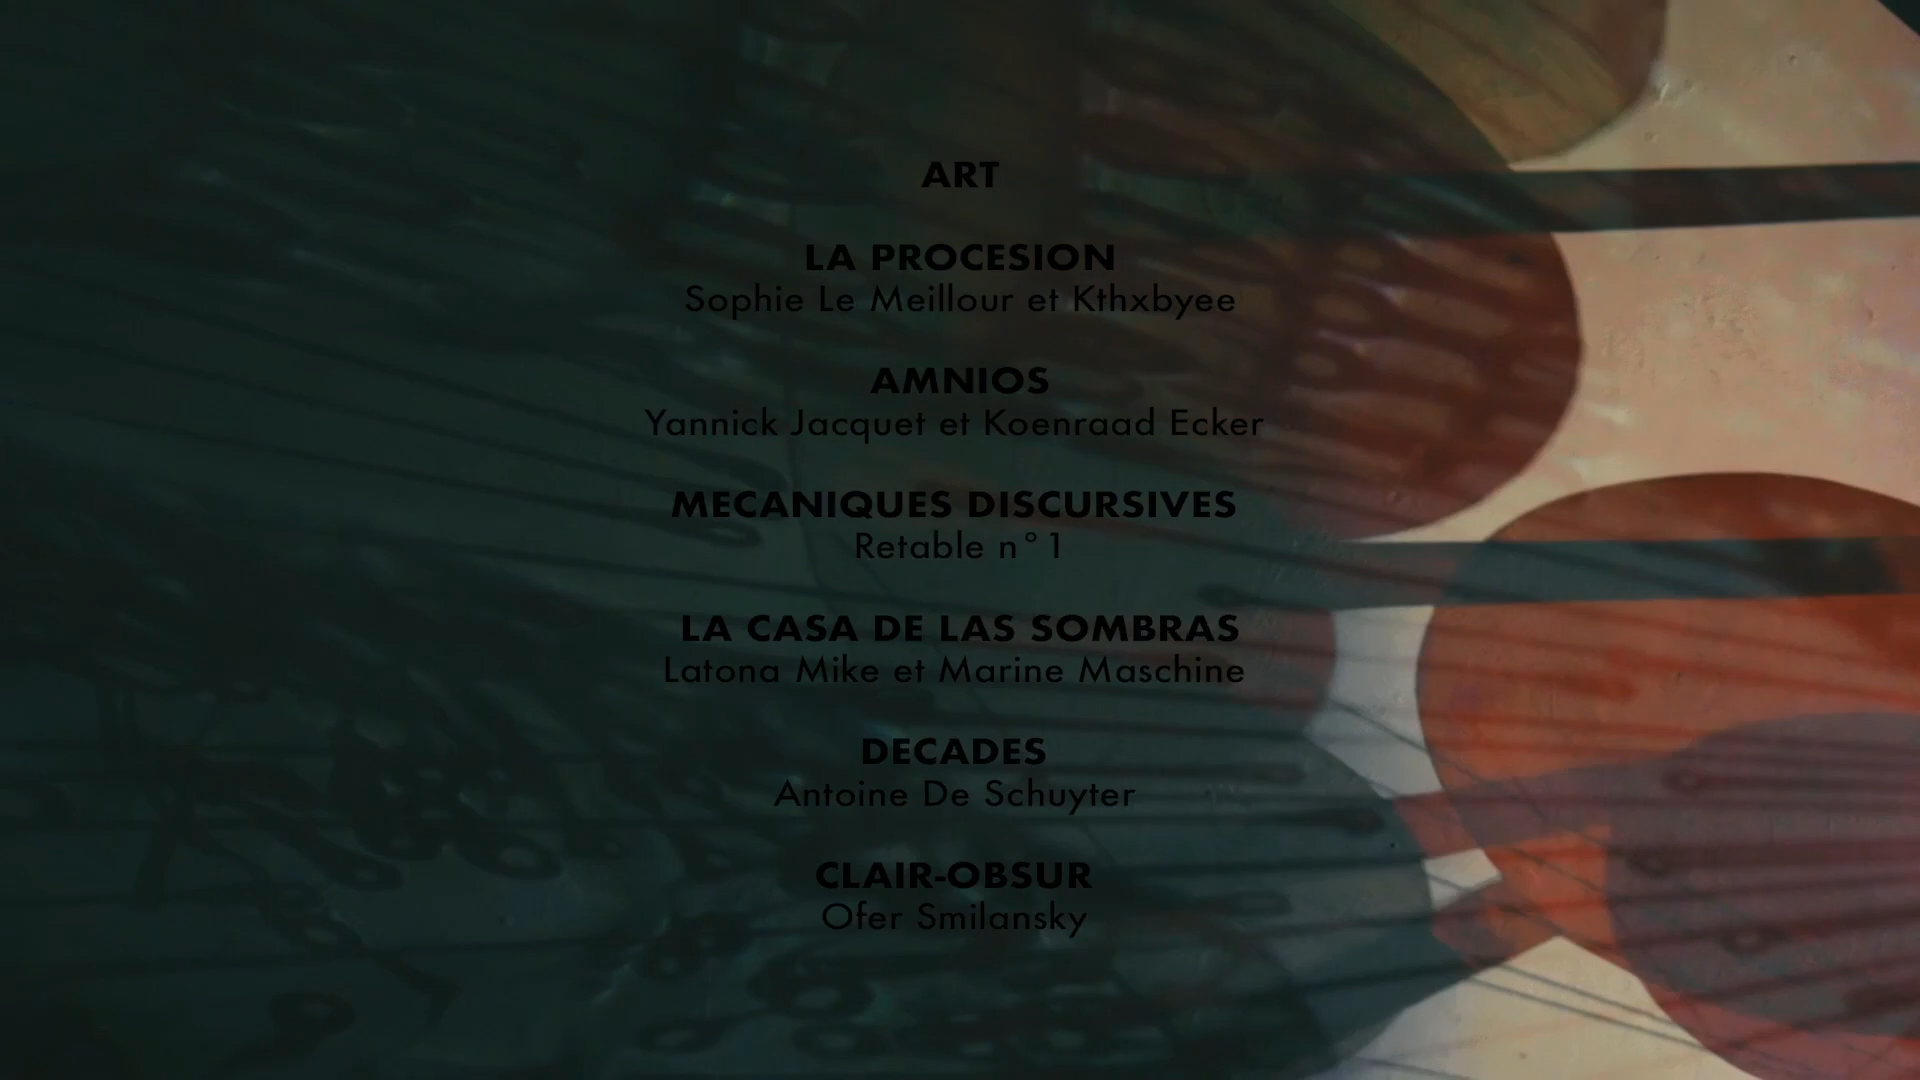 ART
LA PROCESION
Sophie Le Meillour et Kthxbyee
AMNIOS
Yannick Jacquet et Koenraad Ecker
MECANIQUES DISCURSIVES
Retable n°1
LA CASA DE LAS SOMBRAS
Latona Mike et Marine Maschine
DECADES
Antoine De Schuyter
CLAIR-OBSUR
Ofer Smilansky